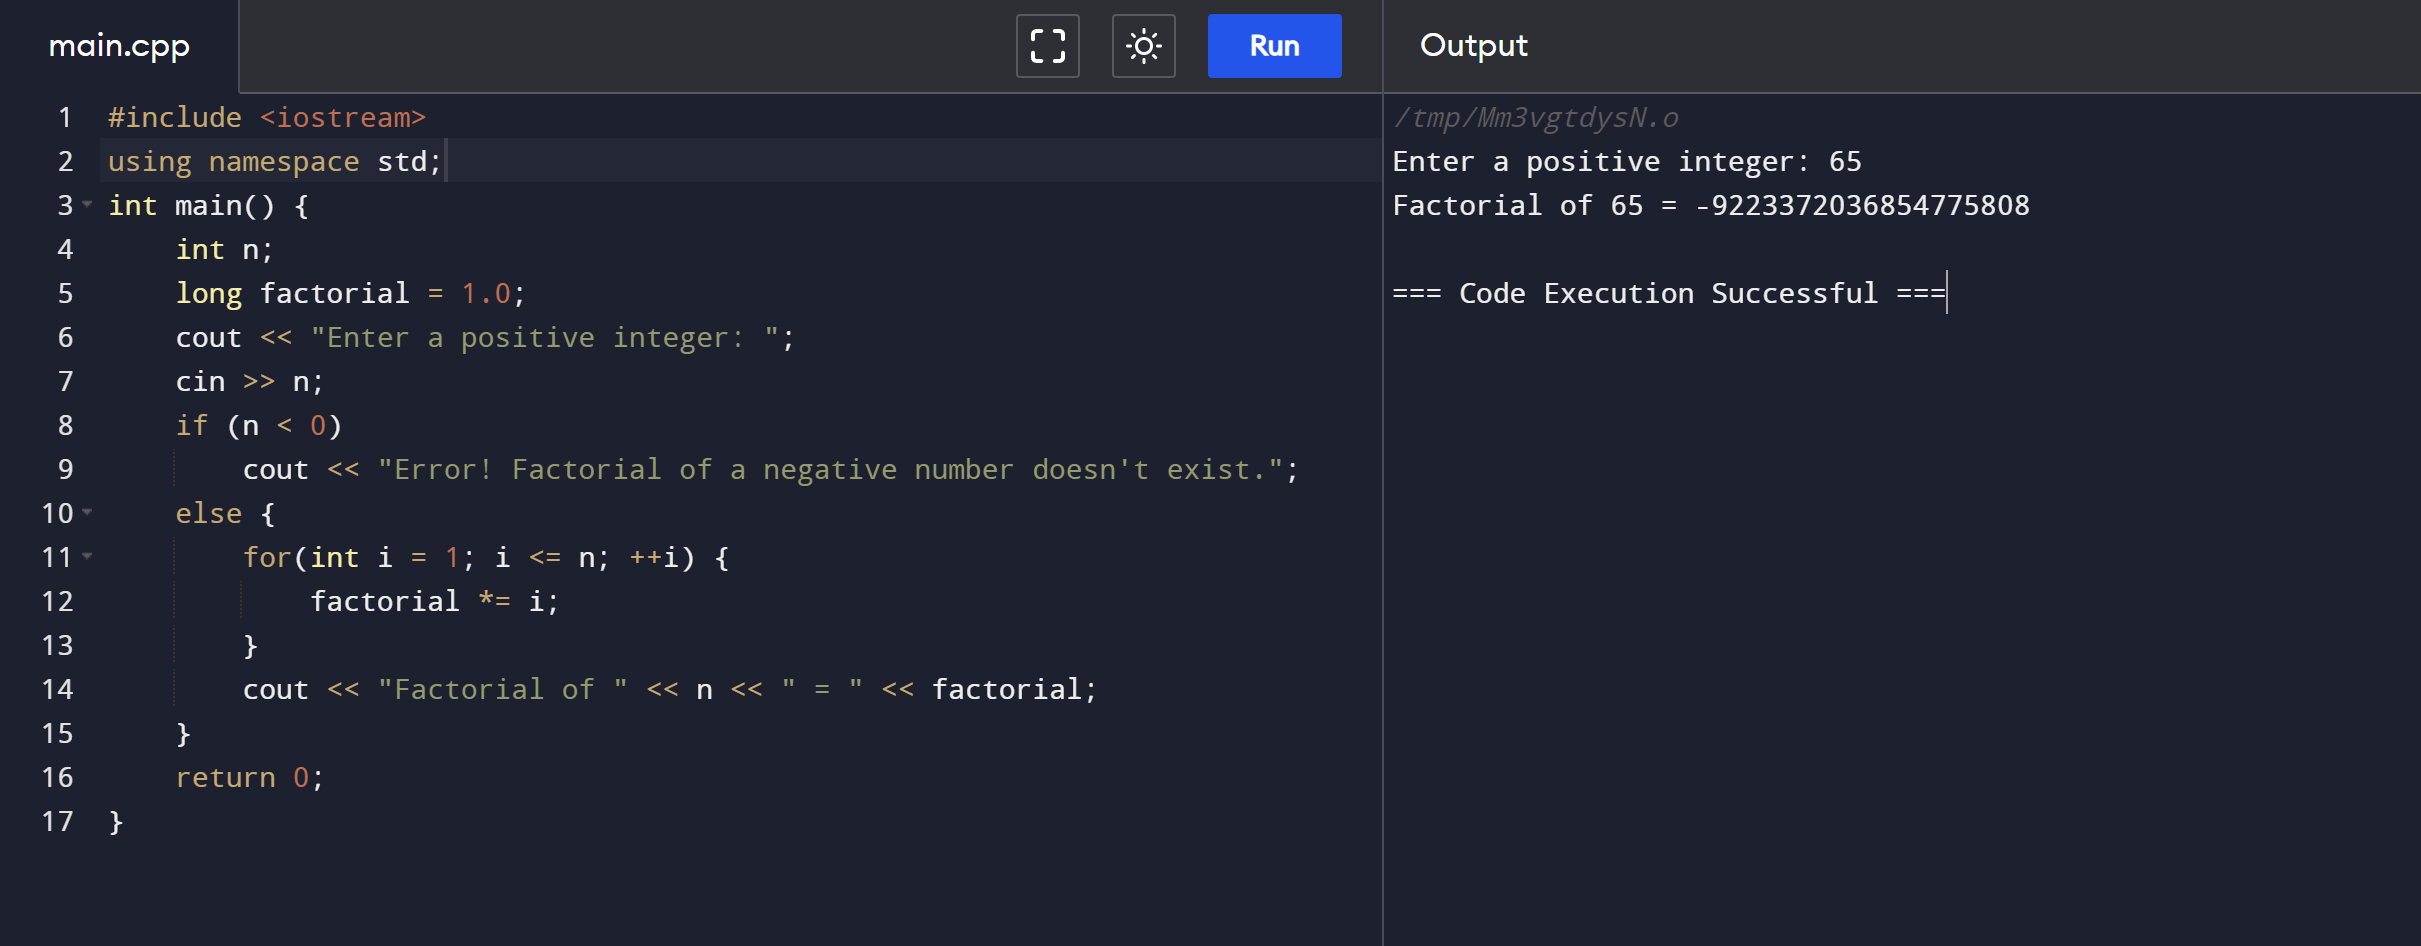 main.cpp
Run
Output
1 #include <iostream>
2 using namespace std;
3 int main() {
4     int n;
5     long factorial = 1.0;
6     cout << "Enter a positive integer: ";
7     cin >> n;
8     if (n < 0)
9         cout << "Error! Factorial of a negative number doesn't exist.";
10     else {
11         for(int i = 1; i <= n; ++i) {
12             factorial *= i;
13         }
14         cout << "Factorial of " << n << " = " << factorial;
15     }
16     return 0;
17 }
/tmp/Mm3vgtdysN.o
Enter a positive integer: 65
Factorial of 65 = -9223372036854775808
=== Code Execution Successful ===